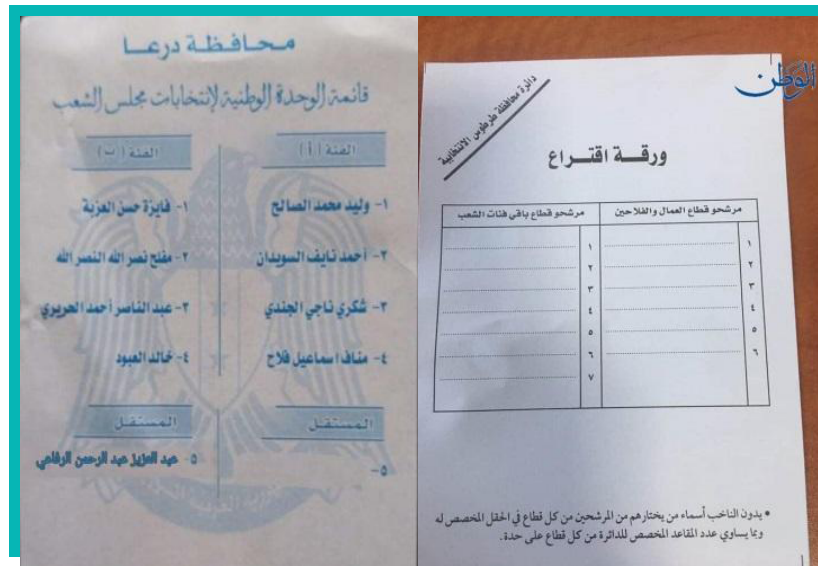 محافظة درعا
قائمة الوحدة الوطنية لإنتخابات مجلس الشعب
الفئة (أ)
الفئة (ب)
١- وليد محمد الصالح
١- فايزة حسن العزبة
٢- أحمد نايف السويدان
٢- مفلح نصر الله النصر الله
٣- شكري ناجي الجندي
٣- عبد الناصر أحمد الحريري
٤- مناف اسماعيل فلاح
٤- خالد العبود
المستقل
المستقل
٥-
٥- عبد العزيز عبد الرحمن الرفاعي
الوطن
دائرة محافظة طرطوس الانتخابية
ورقة اقتراع
مرشحو قطاع العمال والفلاحين
مرشحو قطاع باقي فئات الشعب
١
١
٢
٢
٣
٣
٤
٤
٥
٥
٦
٦
٧
• يدون الناخب أسماء من يختارهم من المرشحين من كل قطاع في الحقل المخصص له
وبما يساوي عدد المقاعد المخصص للدائرة من كل قطاع على حدة .